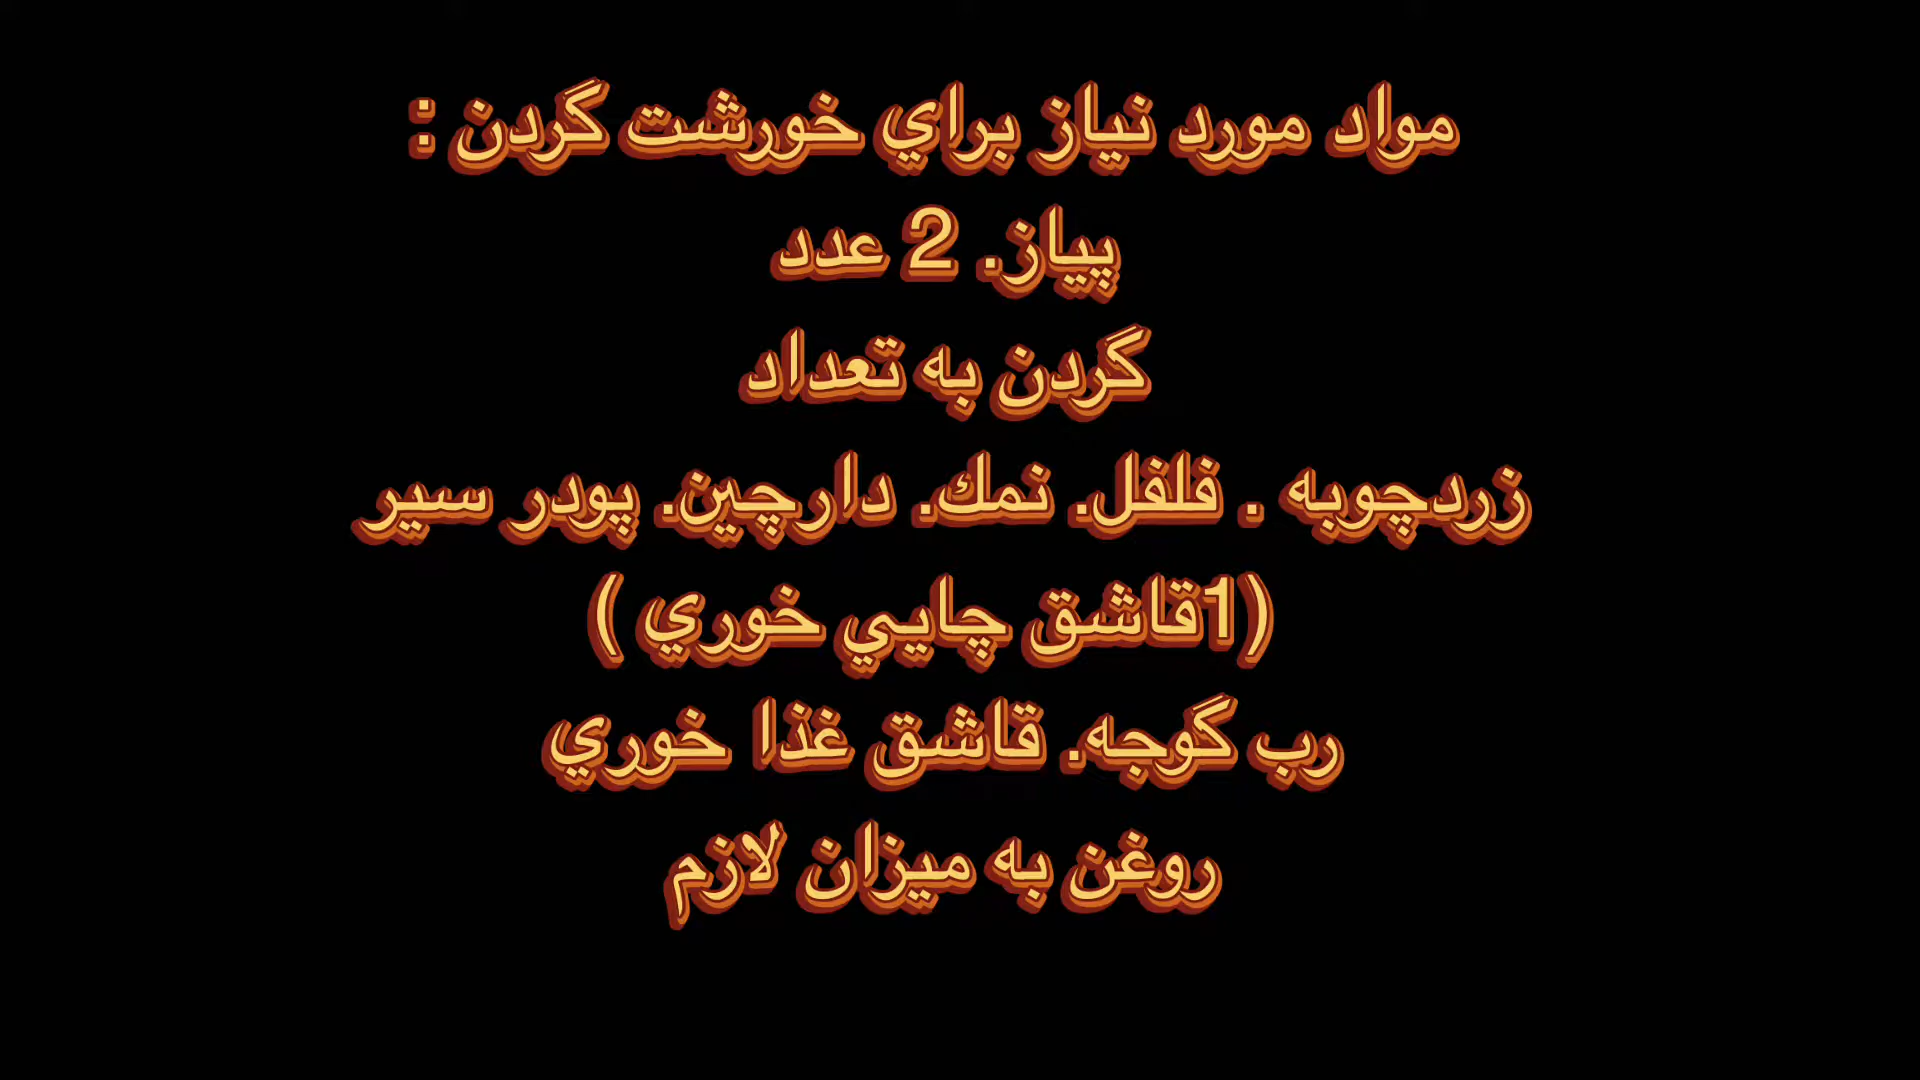 مواد مورد نياز براي خورشت گردن :
پياز. 2 عدد
گردن به تعداد
زردچوبه . فلفل. نمك. دارچين. پودر سير
(1قاشق چايي خوري )
رب گوجه. قاشق غذا خوري
روغن به ميزان لازم